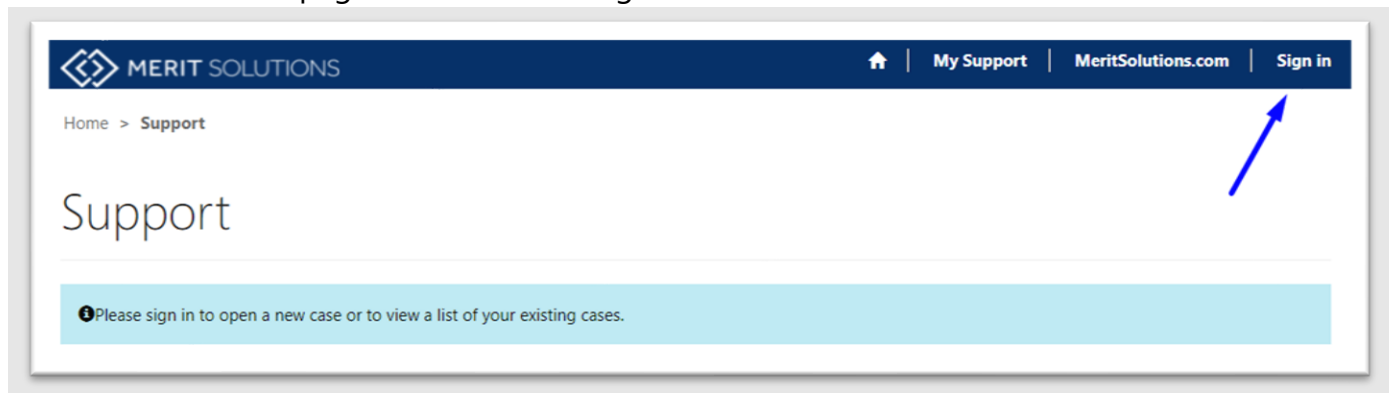 MERIT SOLUTIONS
My Support | MeritSolutions.com | Sign in
Home > Support
Support
Please sign in to open a new case or to view a list of your existing cases.